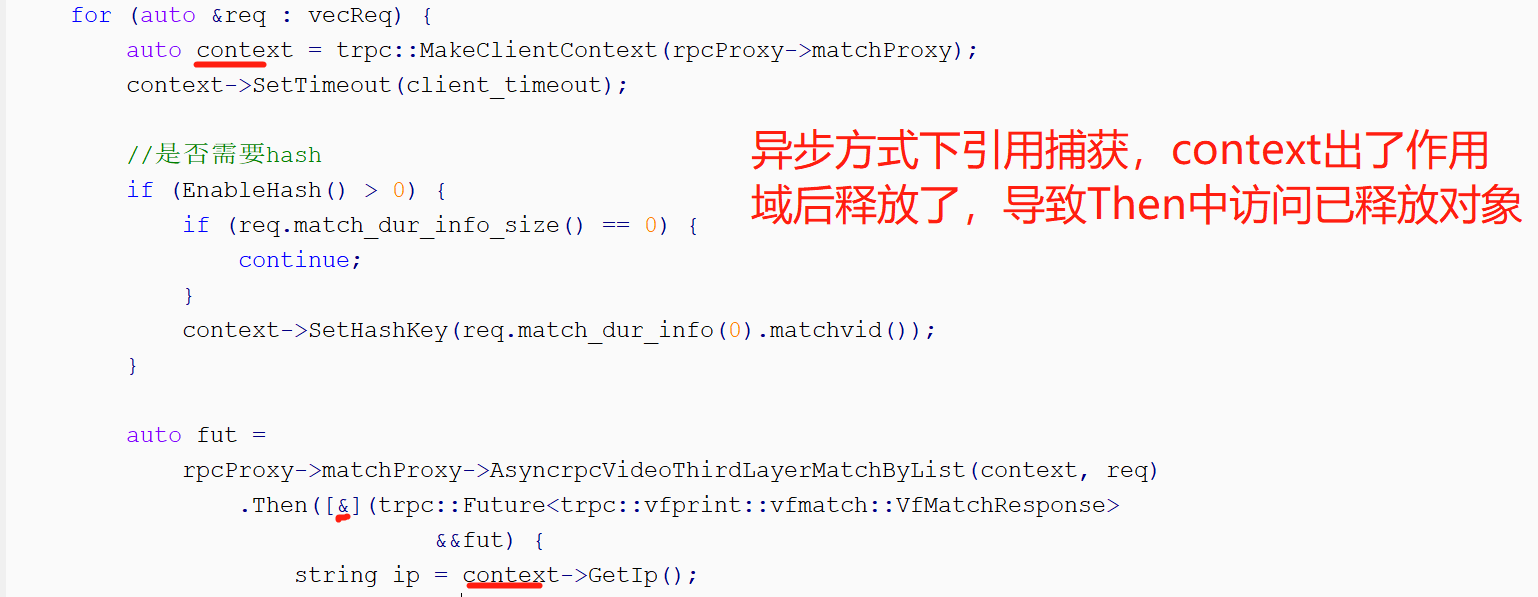 for (auto &req : vecReq) {
auto context = trpc::MakeClientContext(rpcProxy->matchProxy);
context->SetTimeout(client_timeout);
//是否需要hash
if (EnableHash() > 0) {
if (req.match_dur_info_size() == 0) {
continue;
}
context->SetHashKey(req.match_dur_info(0).matchvid());
}
异步方式下引用捕获，context出了作用
域后释放了，导致Then中访问已释放对象
auto fut =
rpcProxy->matchProxy->AsyncrpcVideoThirdLayerMatchByList(context, req)
.Then([&](trpc::Future<trpc::vfprint::vfmatch::VfMatchResponse>
&&fut) {
string ip = context->GetIp();